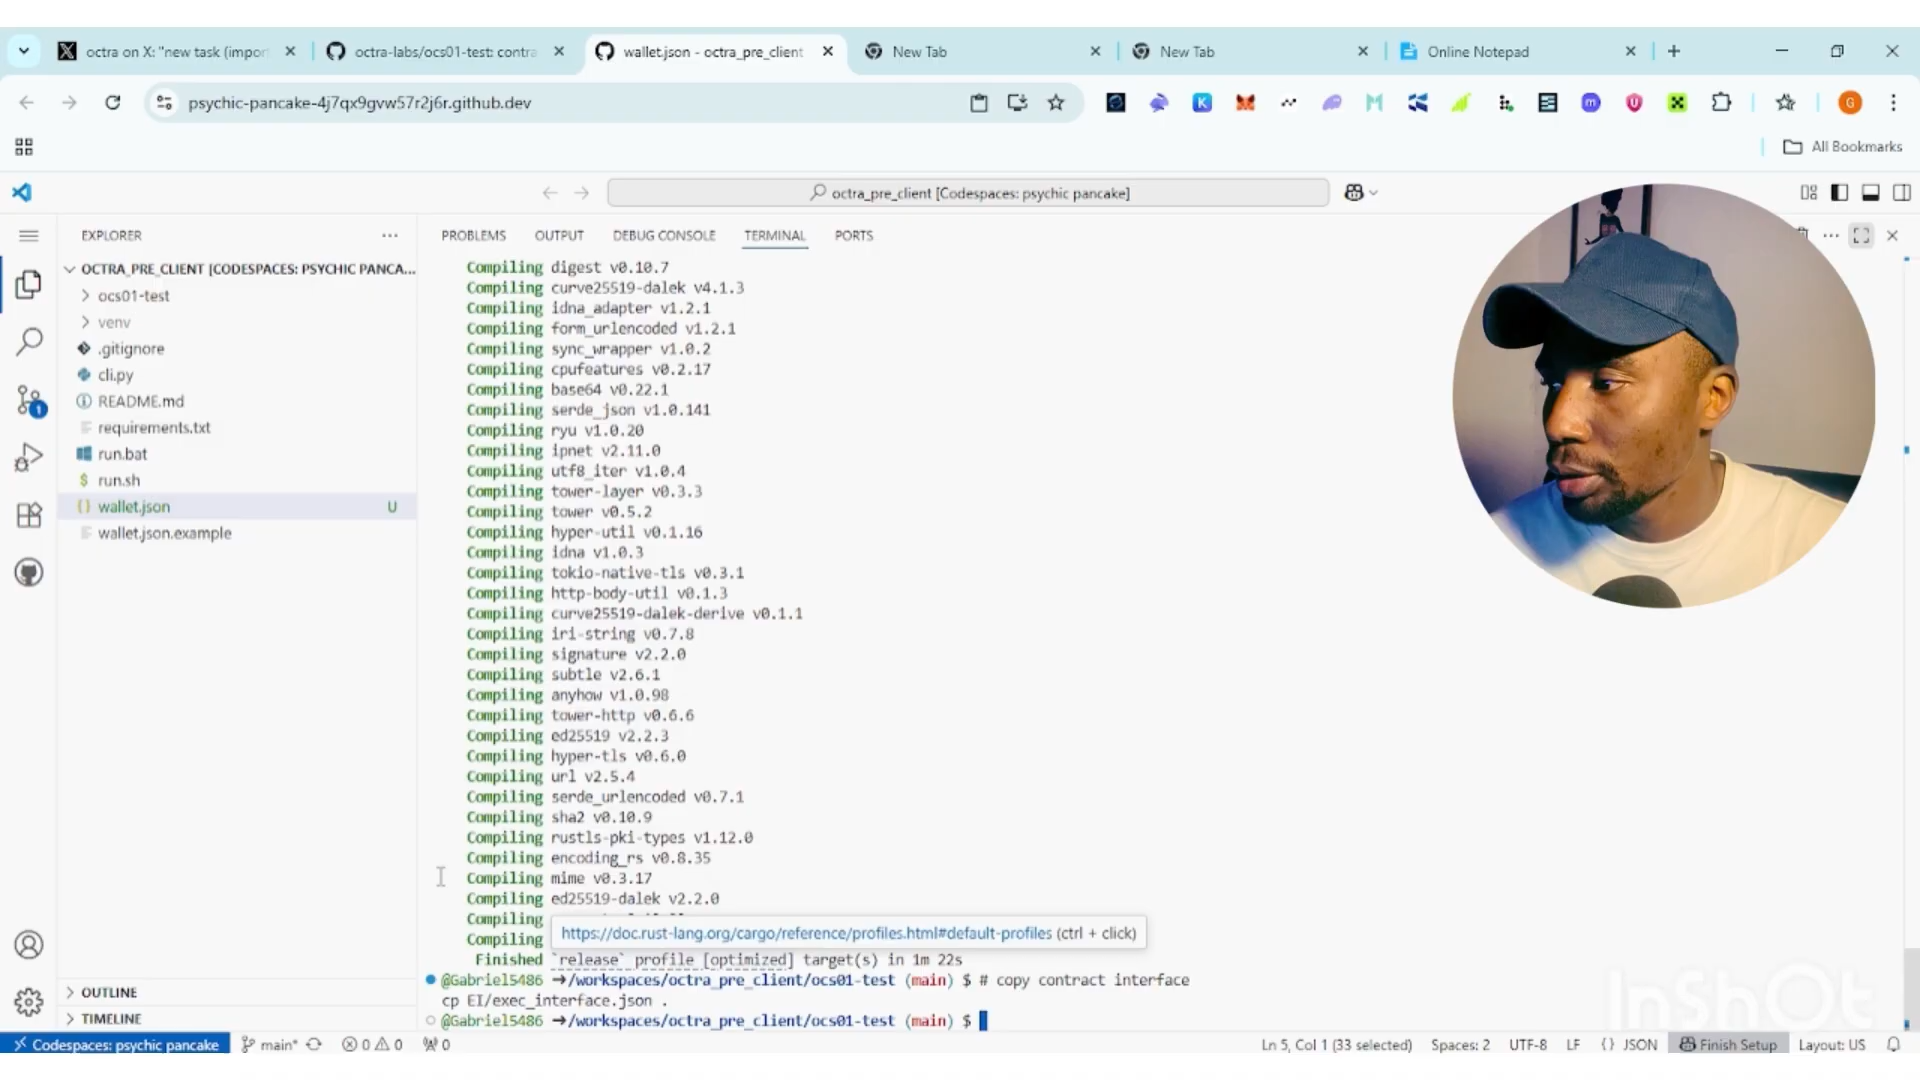 octra on X: "new task (impor
octra-labs/ocs01-test: contra
wallet.json - octra_pre_client
New Tab
New Tab
Online Notepad
psychic-pancake-4j7qx9gvw57r2j6r.github.dev
G
All Bookmarks
octra_pre_client [Codespaces: psychic pancake]
EXPLORER
OCTRA_PRE_CLIENT [CODESPACES: PSYCHIC PANCA...
ocs01-test
venv
.gitignore
cli.py
README.md
requirements.txt
run.bat
run.sh
wallet.json U
wallet.json.example
OUTLINE
TIMELINE
PROBLEMS OUTPUT DEBUG CONSOLE TERMINAL PORTS
Compiling digest v0.10.7
Compiling curve25519-dalek v4.1.3
Compiling idna_adapter v1.2.1
Compiling form_urlencoded v1.2.1
Compiling sync_wrapper v1.0.2
Compiling cpufeatures v0.2.17
Compiling base64 v0.22.1
Compiling serde_json v1.0.141
Compiling ryu v1.0.20
Compiling ipnet v2.11.0
Compiling utf8_iter v1.0.4
Compiling tower-layer v0.3.3
Compiling tower v0.5.2
Compiling hyper-util v0.1.16
Compiling idna v1.0.3
Compiling tokio-native-tls v0.3.1
Compiling http-body-util v0.1.3
Compiling curve25519-dalek-derive v0.1.1
Compiling iri-string v0.7.8
Compiling signature v2.2.0
Compiling subtle v2.6.1
Compiling anyhow v1.0.98
Compiling tower-http v0.6.6
Compiling ed25519 v2.2.3
Compiling hyper-tls v0.6.0
Compiling url v2.5.4
Compiling serde_urlencoded v0.7.1
Compiling sha2 v0.10.9
Compiling rustls-pki-types v1.12.0
Compiling encoding_rs v0.8.35
Compiling mime v0.3.17
Compiling ed25519-dalek v2.2.0
Compiling
https://doc.rust-lang.org/cargo/reference/profiles.html#default-profiles (ctrl + click)
Compiling
Finished `release` profile [optimized] target(s) in 1m 22s
@Gabriel5486 →/workspaces/octra_pre_client/ocs01-test (main) $ # copy contract interface
cp EI/exec_interface.json .
@Gabriel5486 →/workspaces/octra_pre_client/ocs01-test (main) $
InShOt
Codespaces: psychic pancake main* 0 0 0 Ln 5, Col 1 (33 selected) Spaces: 2 UTF-8 LF {} JSON Finish Setup Layout: US